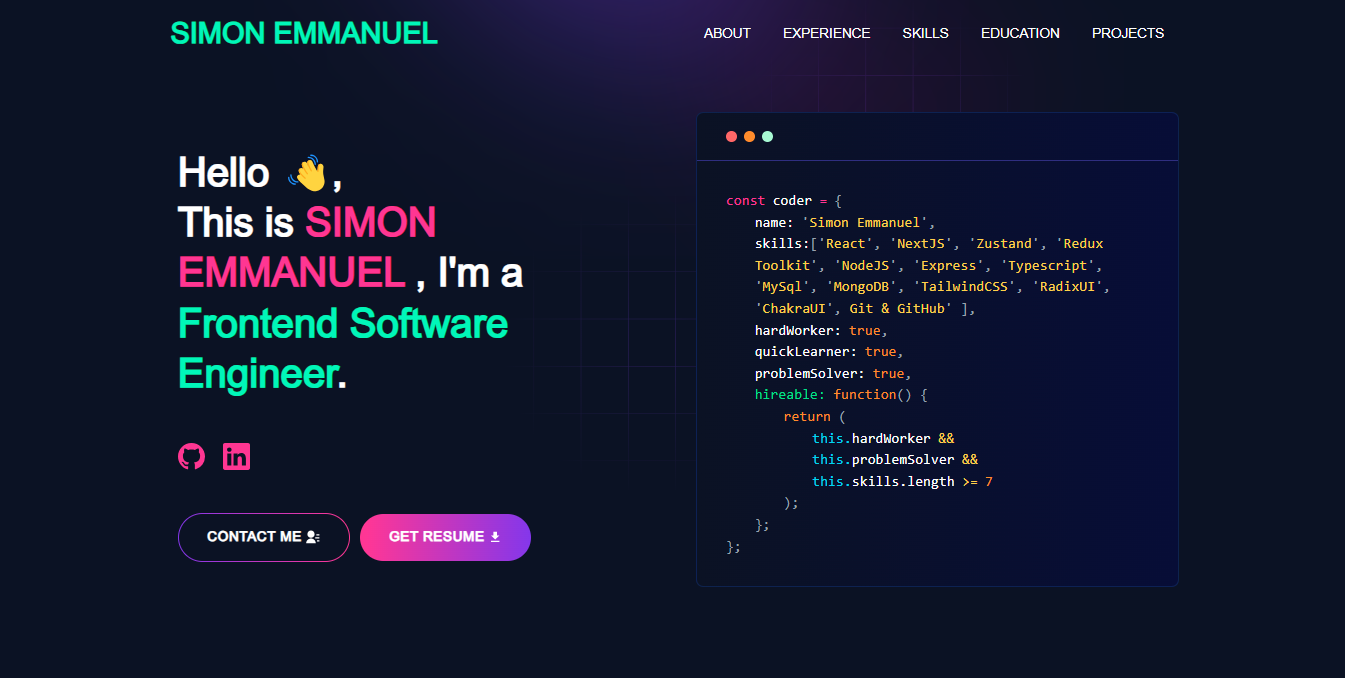 SIMON EMMANUEL
ABOUT EXPERIENCE SKILLS EDUCATION PROJECTS
Hello 👋,
This is SIMON
EMMANUEL , I'm a
Frontend Software
Engineer.
CONTACT ME
GET RESUME
const coder = {
name: 'Simon Emmanuel',
skills:['React', 'NextJS', 'Zustand', 'Redux
Toolkit', 'NodeJS', 'Express', 'Typescript',
'MySql', 'MongoDB', 'TailwindCSS', 'RadixUI',
'ChakraUI', Git & GitHub' ],
hardWorker: true,
quickLearner: true,
problemSolver: true,
hireable: function() {
return (
this.hardWorker &&
this.problemSolver &&
this.skills.length >= 7
);
};
};